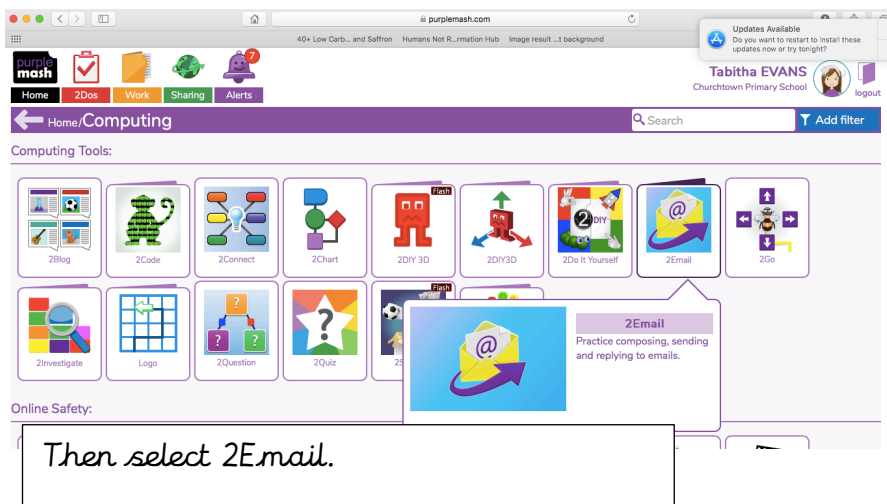 purplemash.com
Updates Available
Do you want to restart to install these
updates now or try tonight?
40+ Low Carb... and Saffron Humans Not R...rmation Hub Image result ...t background
purple
mash
7
Home 2Dos Work Sharing Alerts
Tabitha EVANS
Churchtown Primary School
logout
Home/Computing
Search
Add filter
Computing Tools:
Flash
2 DIY
@
2Blog 2Code 2Connect 2Chart 2DIY 3D 2DIY3D 2Do It Yourself 2Email 2Go
Flash
? ? ?
?
2Investigate Logo 2Question 2Quiz
@
2Email
Practice composing, sending
and replying to emails.
Online Safety:
Then select 2Email.